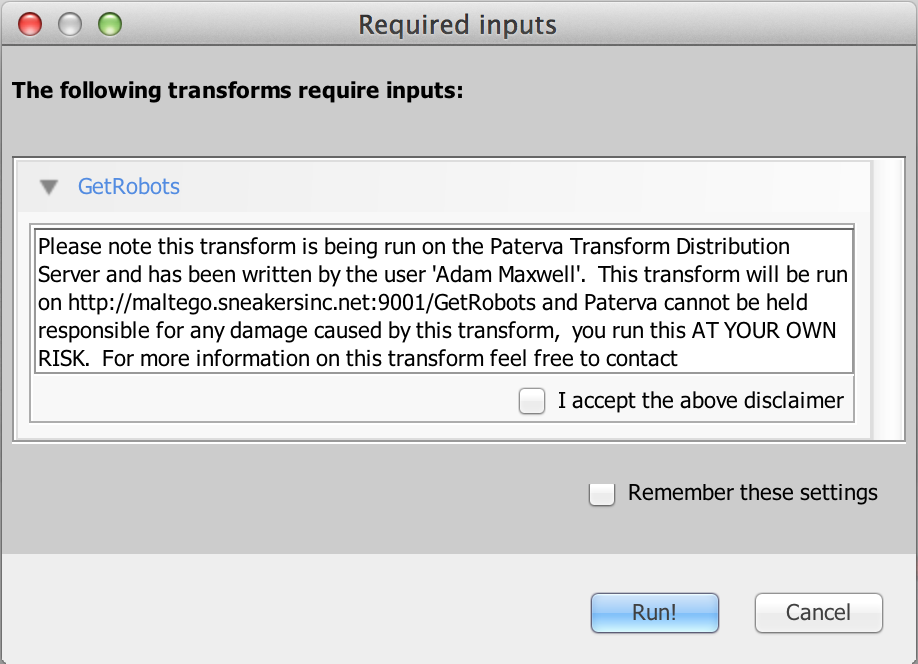 Required inputs
The following transforms require inputs:
GetRobots
Please note this transform is being run on the Paterva Transform Distribution
Server and has been written by the user 'Adam Maxwell'.  This transform will be run
on http://maltego.sneakersinc.net:9001/GetRobots and Paterva cannot be held
responsible for any damage caused by this transform,  you run this AT YOUR OWN
RISK.  For more information on this transform feel free to contact
I accept the above disclaimer
Remember these settings
Run!
Cancel